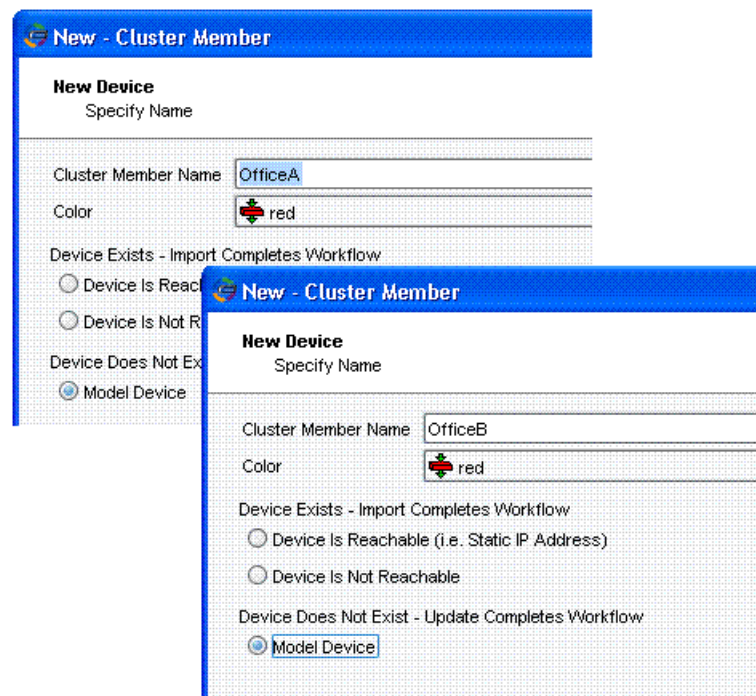 New - Cluster Member
New Device
Specify Name
Cluster Member Name OfficeA
Color red
Device Exists - Import Completes Workflow
Device Is
Device Is Not
Device Does Not
Model Device
New - Cluster Member
New Device
Specify Name
Cluster Member Name OfficeB
Color red
Device Exists - Import Completes Workflow
Device Is Reachable (i.e. Static IP Address)
Device Is Not Reachable
Device Does Not Exist - Update Completes Workflow
Model Device